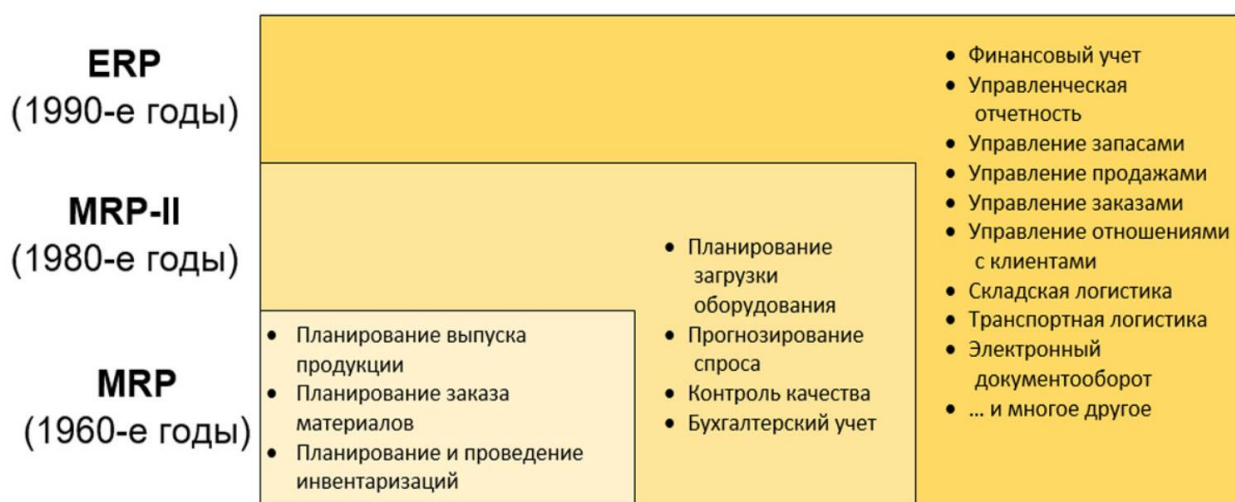 ERP
(1990-е годы)
MRP-II
(1980-е годы)
MRP
(1960-е годы)
• Планирование выпуска
продукции
• Планирование заказа
материалов
• Планирование и проведение
инвентаризаций
• Планирование
загрузки
оборудования
• Прогнозирование
спроса
• Контроль качества
• Бухгалтерский учет
• Финансовый учет
• Управленческая
отчетность
• Управление запасами
• Управление продажами
• Управление заказами
• Управление отношениями
с клиентами
• Складская логистика
• Транспортная логистика
• Электронный
документооборот
• ... и многое другое